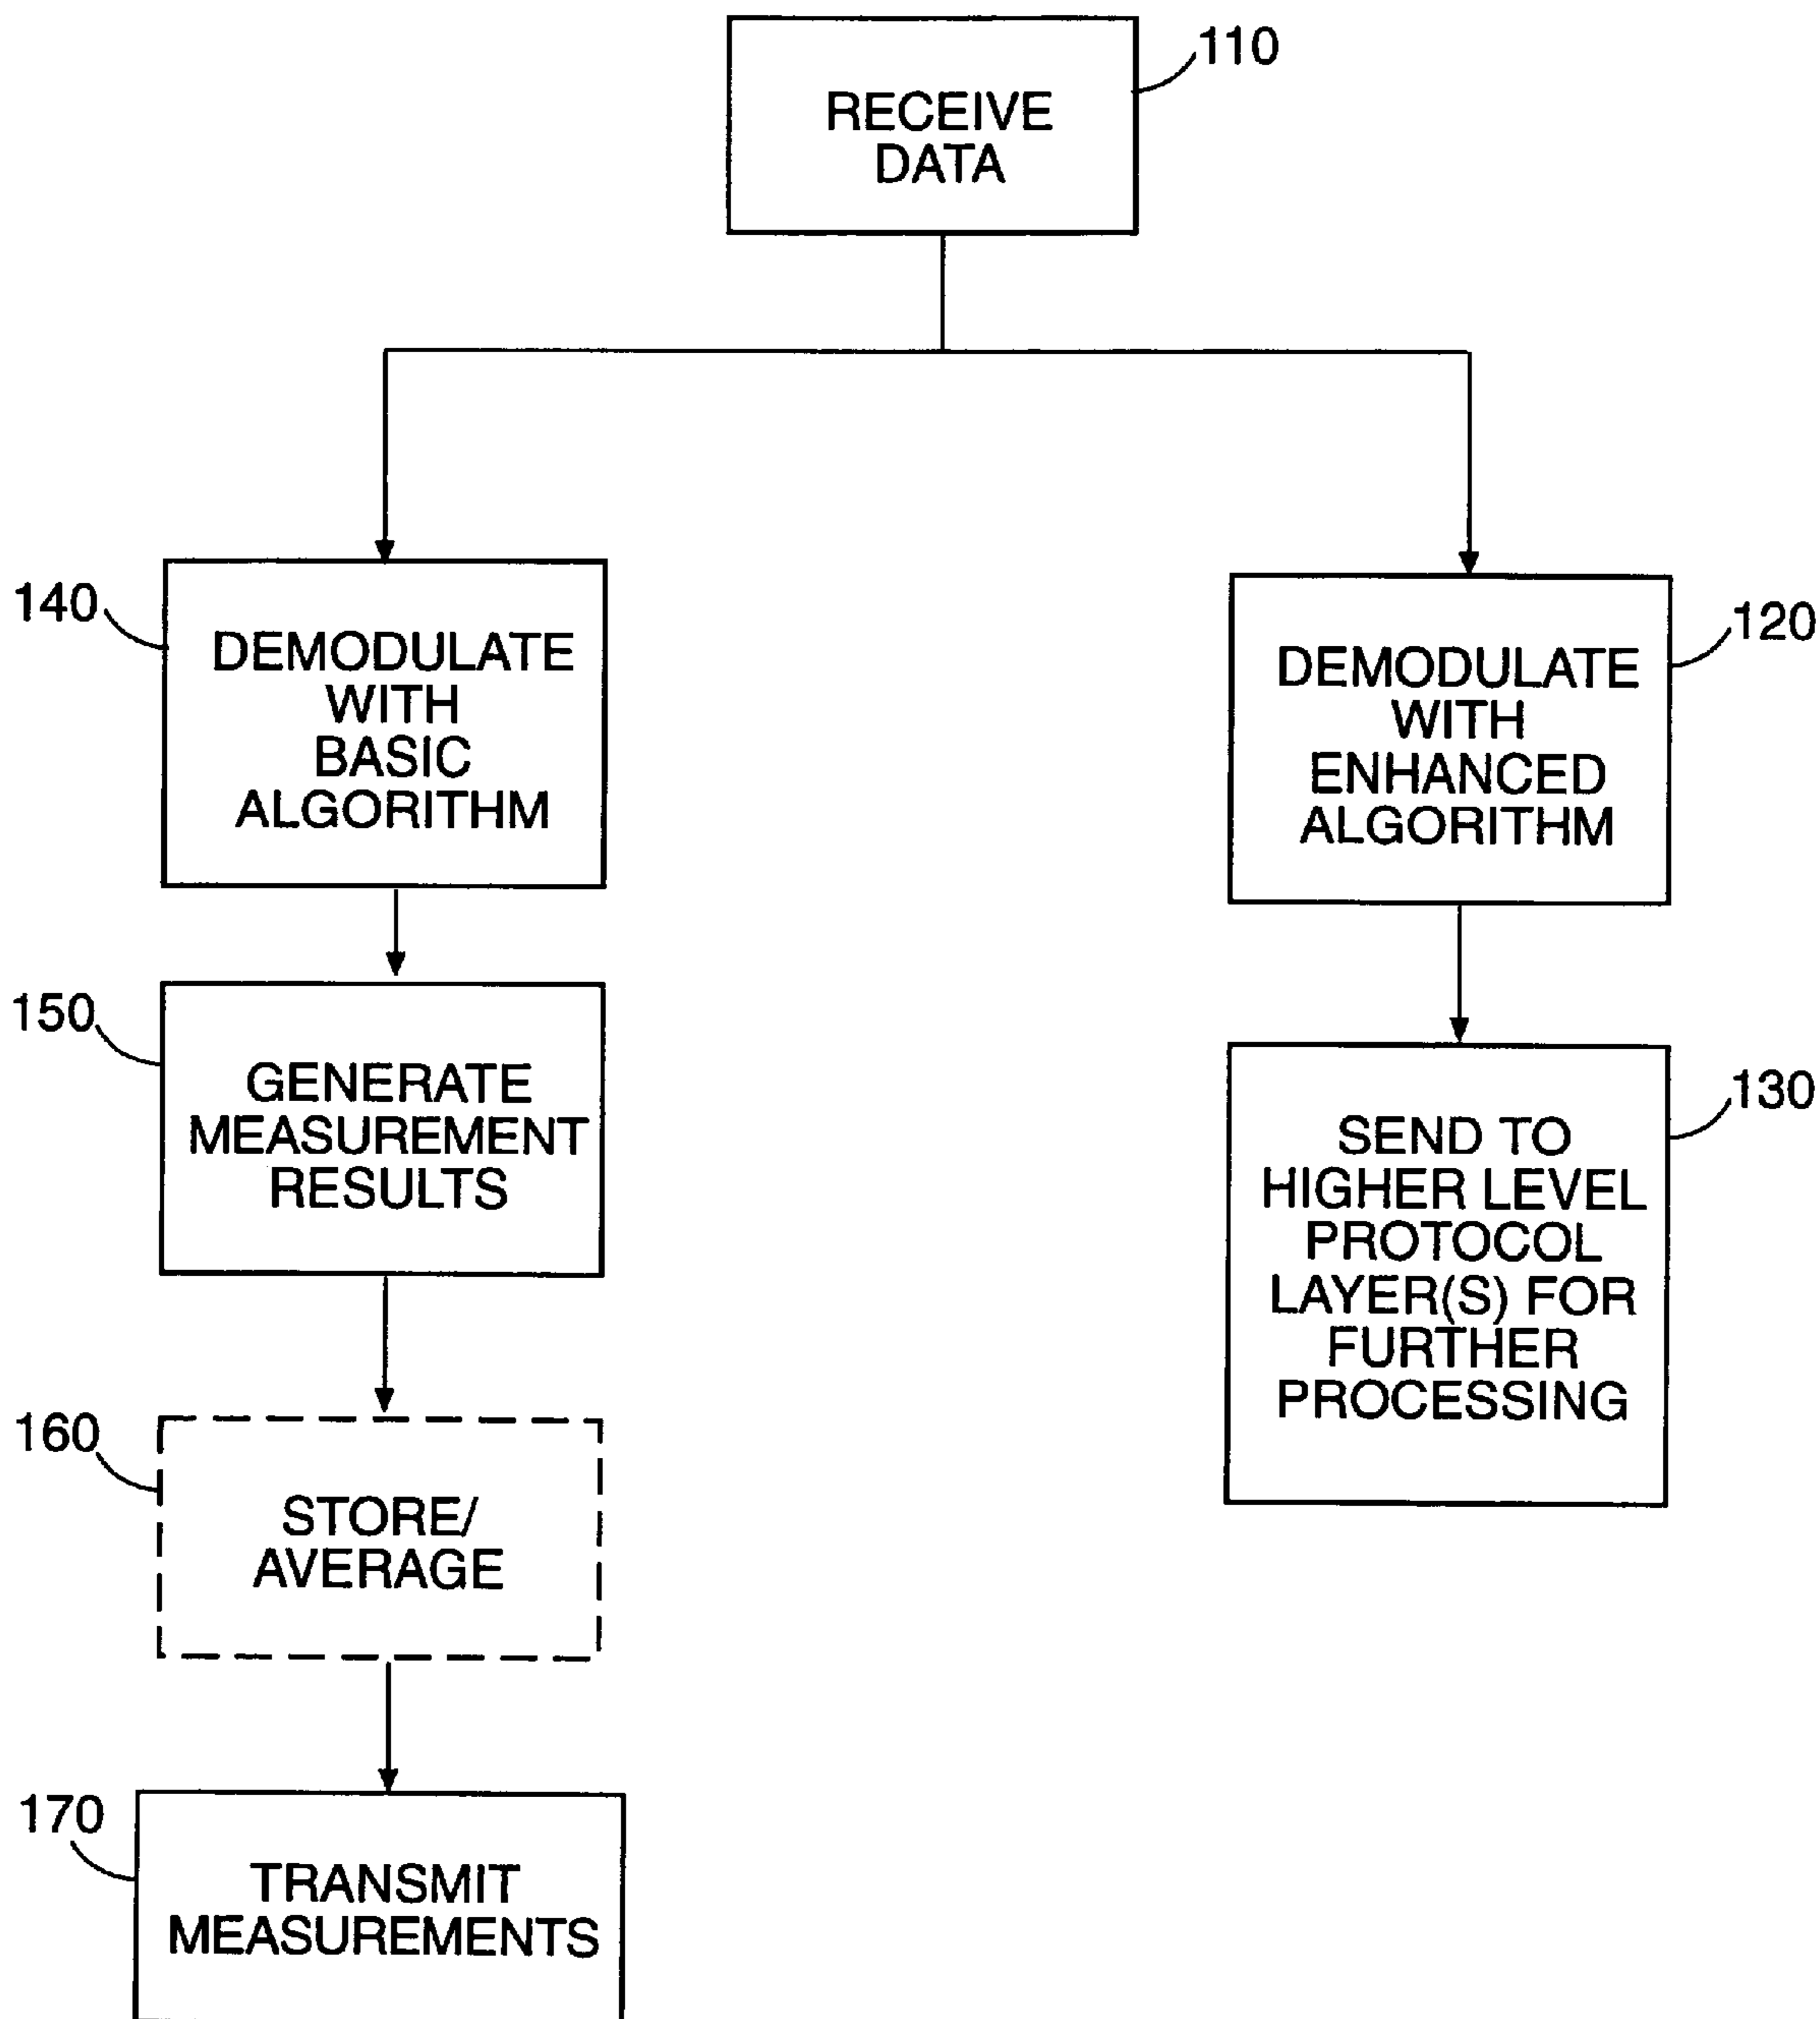 110
RECEIVE
DATA
140
DEMODULATE
WITH
BASIC
ALGORITHM
120
DEMODULATE
WITH
ENHANCED
ALGORITHM
150
GENERATE
MEASUREMENT
RESULTS
130
SEND TO
HIGHER LEVEL
PROTOCOL
LAYER(S) FOR
FURTHER
PROCESSING
160
STORE/
AVERAGE
170
TRANSMIT
MEASUREMENTS